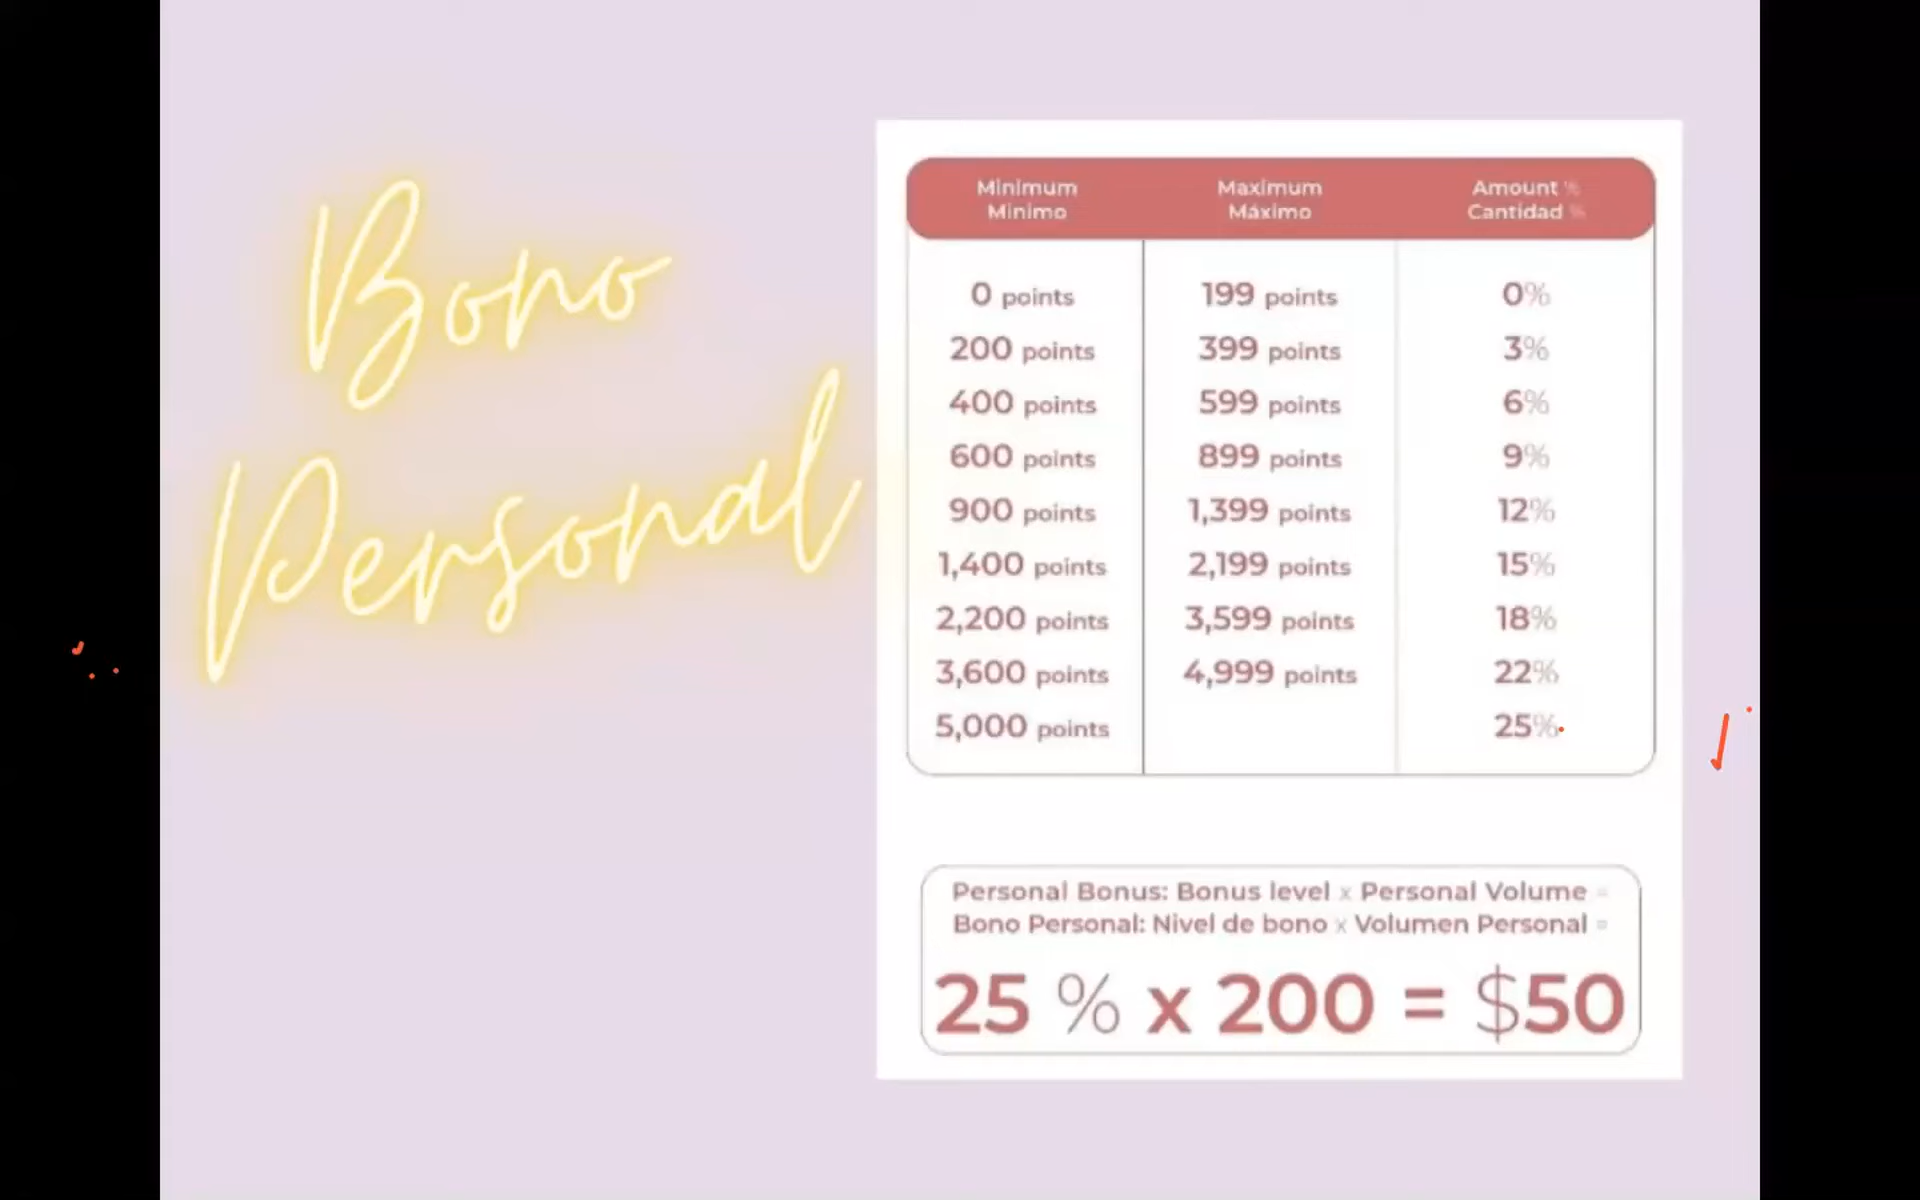 Bono
Personal
Minimum Maximum Amount %
Minimo Máximo Cantidad %
0 points 199 points 0%
200 points 399 points 3%
400 points 599 points 6%
600 points 899 points 9%
900 points 1,399 points 12%
1,400 points 2,199 points 15%
2,200 points 3,599 points 18%
3,600 points 4,999 points 22%
5,000 points 25%
Personal Bonus: Bonus level x Personal Volume =
Bono Personal: Nivel de bono x Volumen Personal =
25 % x 200 = $50